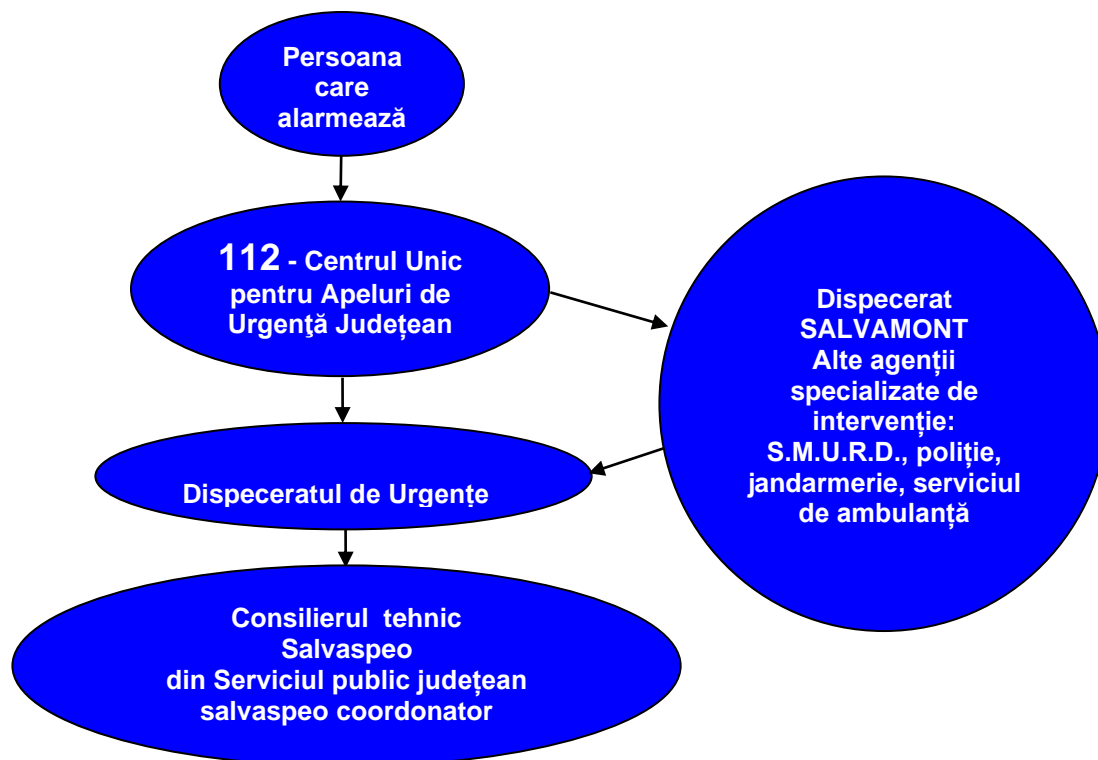 Persoana
care
alarmează
112 - Centrul Unic
pentru Apeluri de
Urgenţă Județean
Dispecerat
SALVAMONT
Alte agenții
specializate de
intervenție:
S.M.U.R.D., poliție,
jandarmerie, serviciul
de ambulanță
Dispeceratul de Urgențe
Consilierul tehnic
Salvaspeo
din Serviciul public județean
salvaspeo coordonator